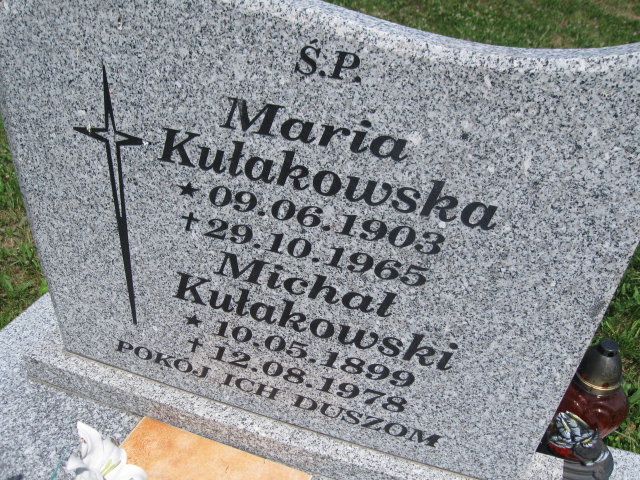 Ś.P.
Maria
Kułakowska
★ 09.06.1903
✝ 29.10.1965
Michał
Kułakowski
★ 10.05.1899
✝ 12.08.1978
POKÓJ ICH DUSZOM